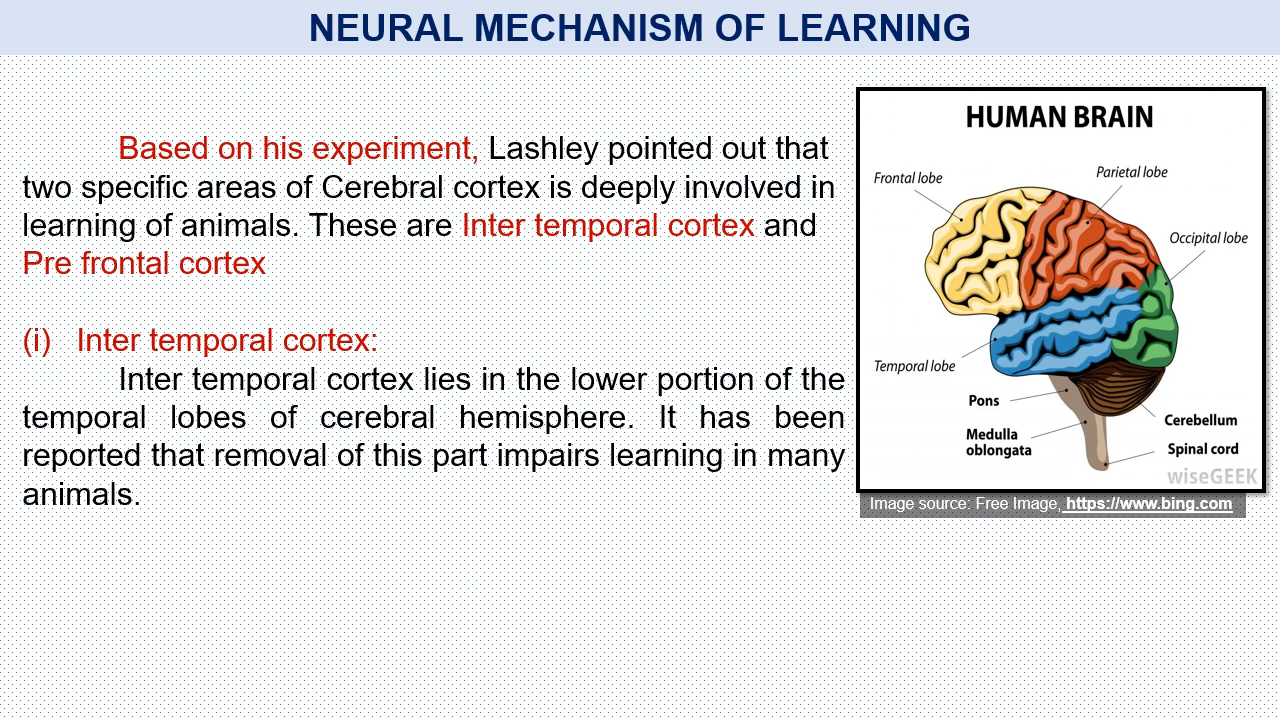 NEURAL MECHANISM OF LEARNING
Based on his experiment, Lashley pointed out that
two specific areas of Cerebral cortex is deeply involved in
learning of animals. These are Inter temporal cortex and
Pre frontal cortex
(i) Inter temporal cortex:
Inter temporal cortex lies in the lower portion of the
temporal lobes of cerebral hemisphere. It has been
reported that removal of this part impairs learning in many
animals.
HUMAN BRAIN
Frontal lobe
Parietal lobe
Occipital lobe
Temporal lobe
Pons
Medulla
oblongata
Cerebellum
Spinal cord
wiseGEEK
Image source: Free Image, https://www.bing.com